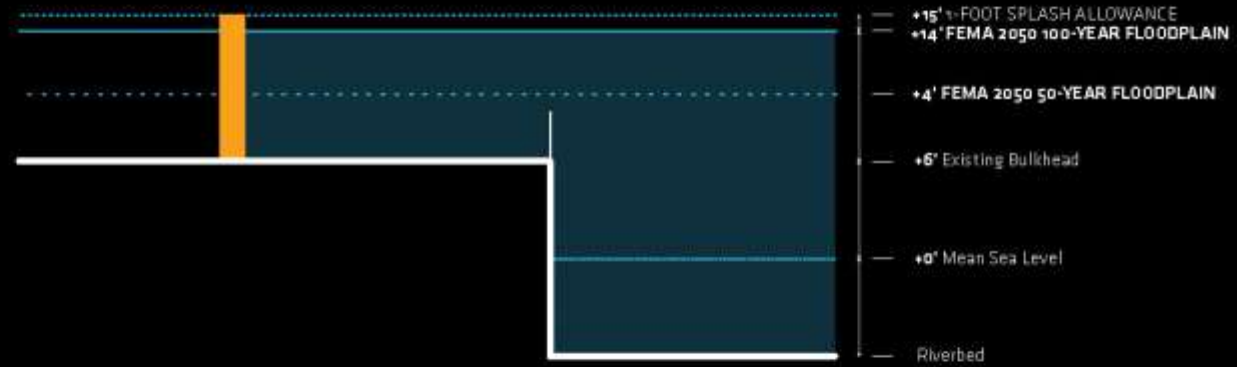 +15' 1-FOOT SPLASH ALLOWANCE
+14' FEMA 2050 100-YEAR FLOODPLAIN
+4' FEMA 2050 50-YEAR FLOODPLAIN
+6' Existing Bulkhead
+0' Mean Sea Level
Riverbed